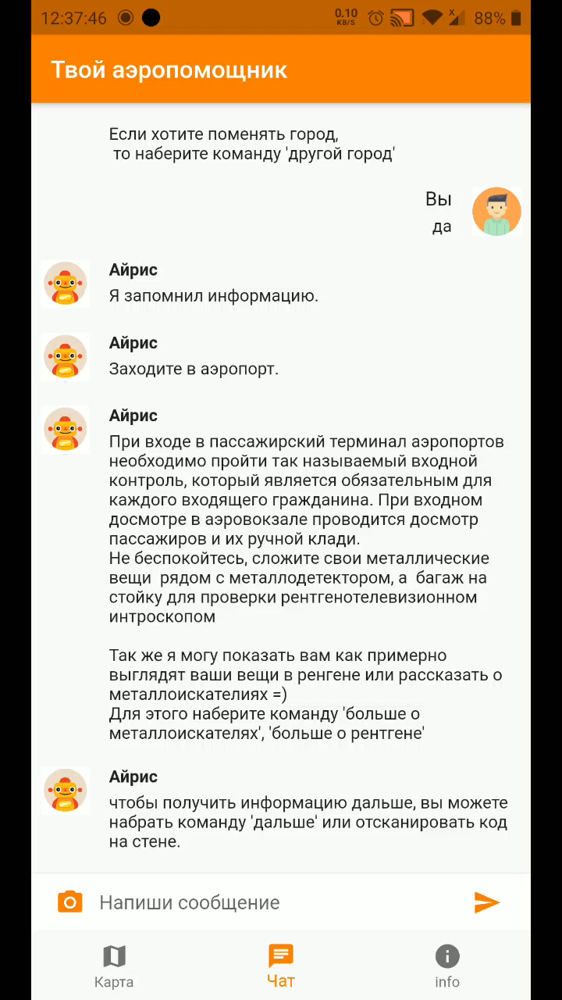 12:37:46
0.10
KB/S
x
88%
Твой аэропомощник
Если хотите поменять город,
то наберите команду 'другой город'
Вы
да
Айрис
Я запомнил информацию.
Айрис
Заходите в аэропорт.
Айрис
При входе в пассажирский терминал аэропортов
необходимо пройти так называемый входной
контроль, который является обязательным для
каждого входящего гражданина. При входном
досмотре в аэровокзале проводится досмотр
пассажиров и их ручной клади.
Не беспокойтесь, сложите свои металлические
вещи  рядом с металлодетектором, а  багаж на
стойку для проверки рентгенотелевизионном
интроскопом
Так же я могу показать вам как примерно
выглядят ваши вещи в ренгене или рассказать о
металлоискателиях =)
Для этого наберите команду 'больше о
металлоискателях', 'больше о рентгене'
Айрис
чтобы получить информацию дальше, вы можете
набрать команду 'дальше' или отсканировать код
на стене.
Напиши сообщение
Карта
Чат
info